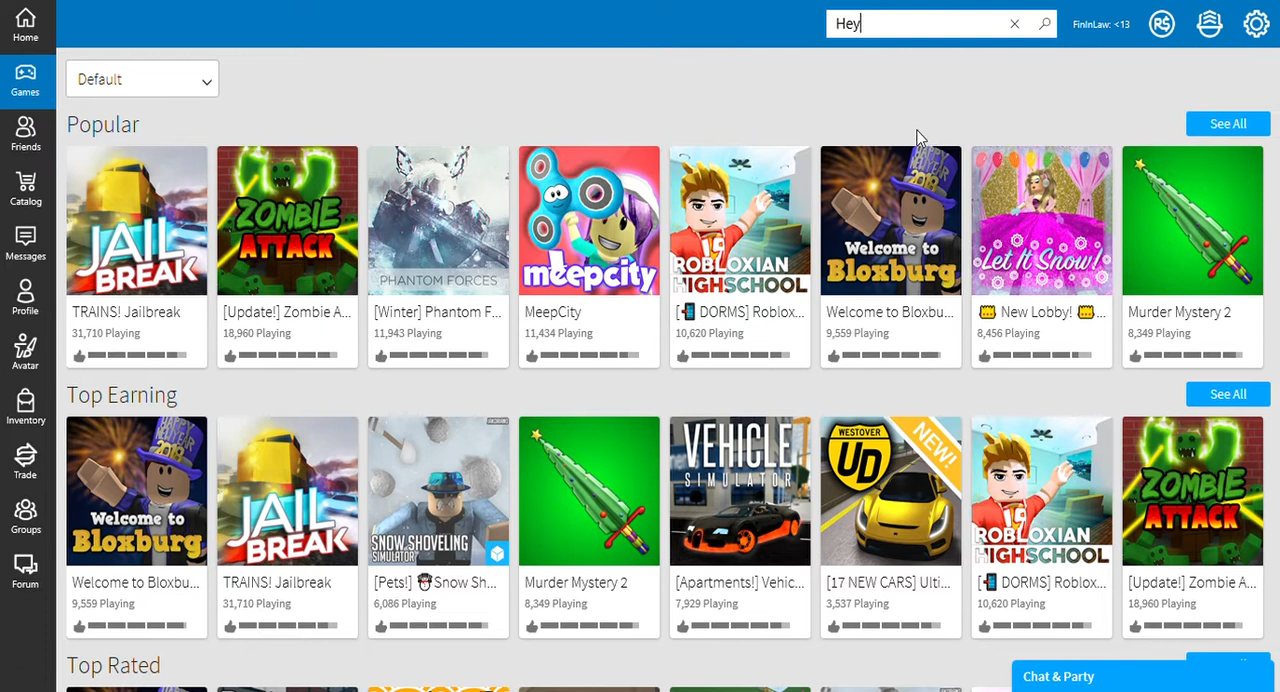 Hey
FinInLaw: <13
R$
Home
Games
Friends
Catalog
Messages
Profile
Avatar
Inventory
Trade
Groups
Forum
Default
Popular
See All
JAIL BREAK
ZOMBIE ATTACK
PHANTOM FORCES
meepcity
ROBLOXIAN HIGHSCHOOL
HAPPY NEW YEAR 2018
Welcome to Bloxburg
Let It Snow!
TRAINS! Jailbreak
[Update!] Zombie A...
[Winter] Phantom F...
MeepCity
[🚪 DORMS] Roblox...
Welcome to Bloxbu...
New Lobby! ...
Murder Mystery 2
31,710 Playing
18,960 Playing
11,943 Playing
11,434 Playing
10,620 Playing
9,559 Playing
8,456 Playing
8,349 Playing
Top Earning
See All
Welcome to Bloxburg
JAIL BREAK
SNOW SHOVELING SIMULATOR
VEHICLE SIMULATOR
WESTOVER UD
NEW!
ROBLOXIAN HIGHSCHOOL
ZOMBIE ATTACK
Welcome to Bloxbu...
TRAINS! Jailbreak
[Pets!] Snow Sh...
Murder Mystery 2
[Apartments!] Vehic...
[17 NEW CARS] Ulti...
[🚪 DORMS] Roblox...
[Update!] Zombie A...
9,559 Playing
31,710 Playing
6,086 Playing
8,349 Playing
7,929 Playing
3,537 Playing
10,620 Playing
18,960 Playing
Top Rated
Chat & Party